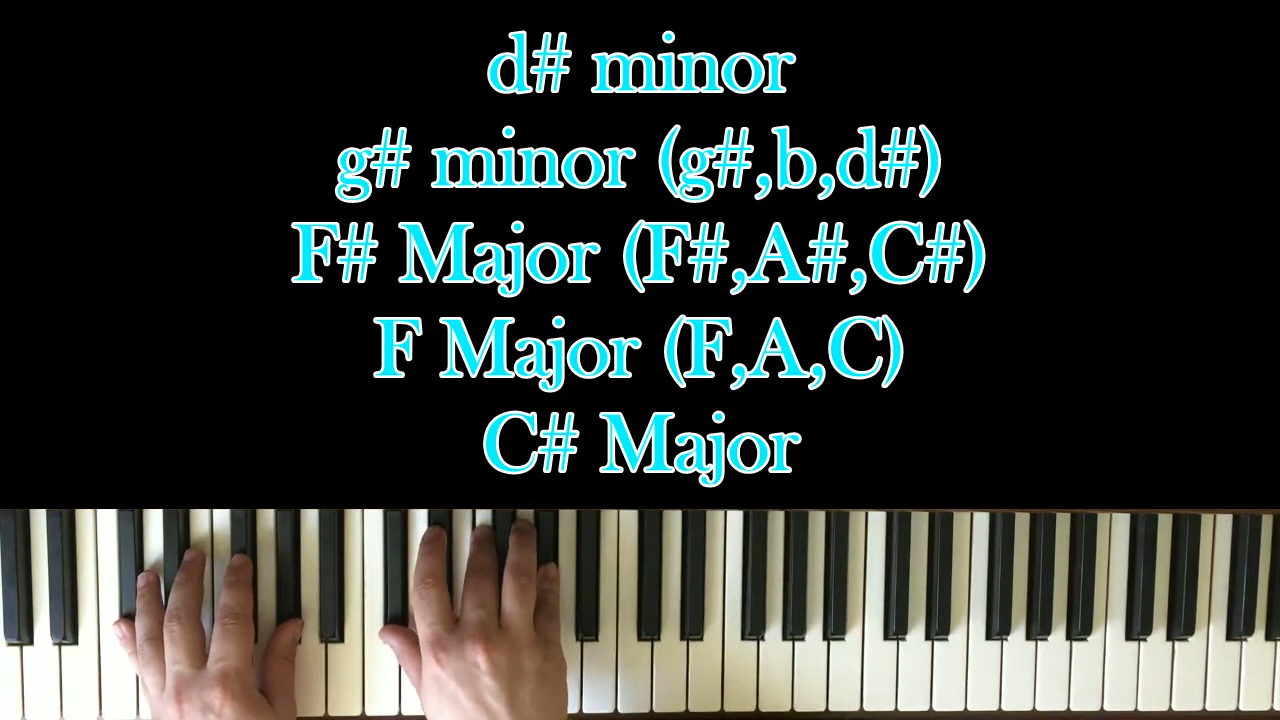 d# minor
g# minor (g#,b,d#)
F# Major (F#,A#,C#)
F Major (F,A,C)
C# Major